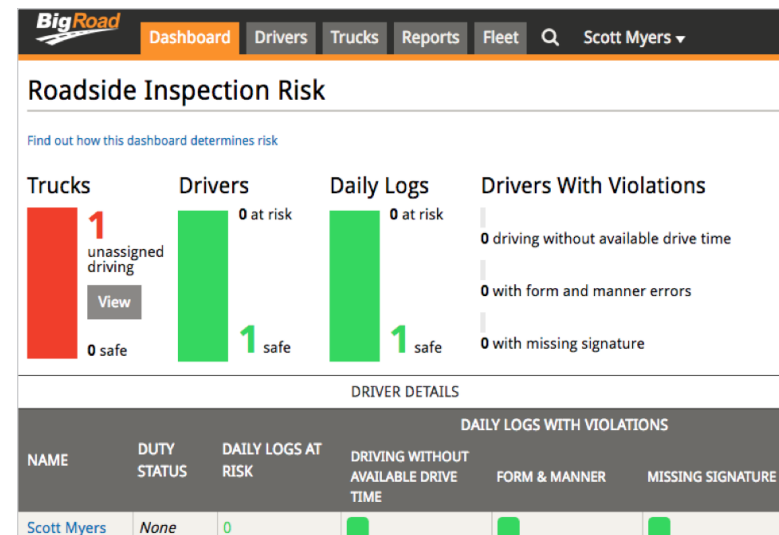 BigRoad
Dashboard Drivers Trucks Reports Fleet Scott Myers
Roadside Inspection Risk
Find out how this dashboard determines risk
Trucks
1
unassigned
driving
View
0 safe
Drivers
0 at risk
1 safe
Daily Logs
0 at risk
1 safe
Drivers With Violations
0 driving without available drive time
0 with form and manner errors
0 with missing signature
DRIVER DETAILS
DAILY LOGS WITH VIOLATIONS
NAME
DUTY
STATUS
DAILY LOGS AT
RISK
DRIVING WITHOUT
AVAILABLE DRIVE
TIME
FORM & MANNER
MISSING SIGNATURE
Scott Myers None 0